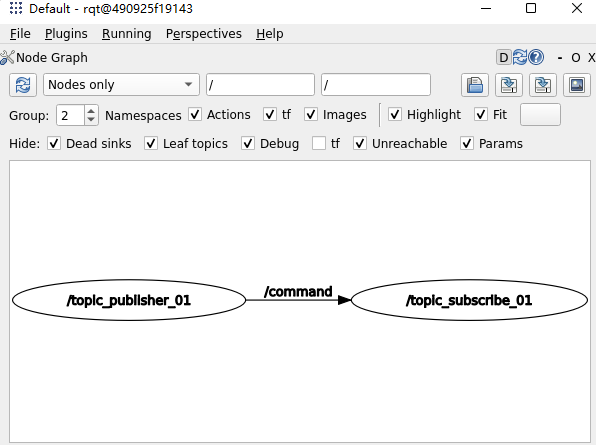 Default - rqt@490925f19143
File Plugins Running Perspectives Help
Node Graph D - O X
Nodes only / /
Group: 2 Namespaces Actions tf Images Highlight Fit
Hide: Dead sinks Leaf topics Debug tf Unreachable Params
/command
/topic_publisher_01 /topic_subscribe_01